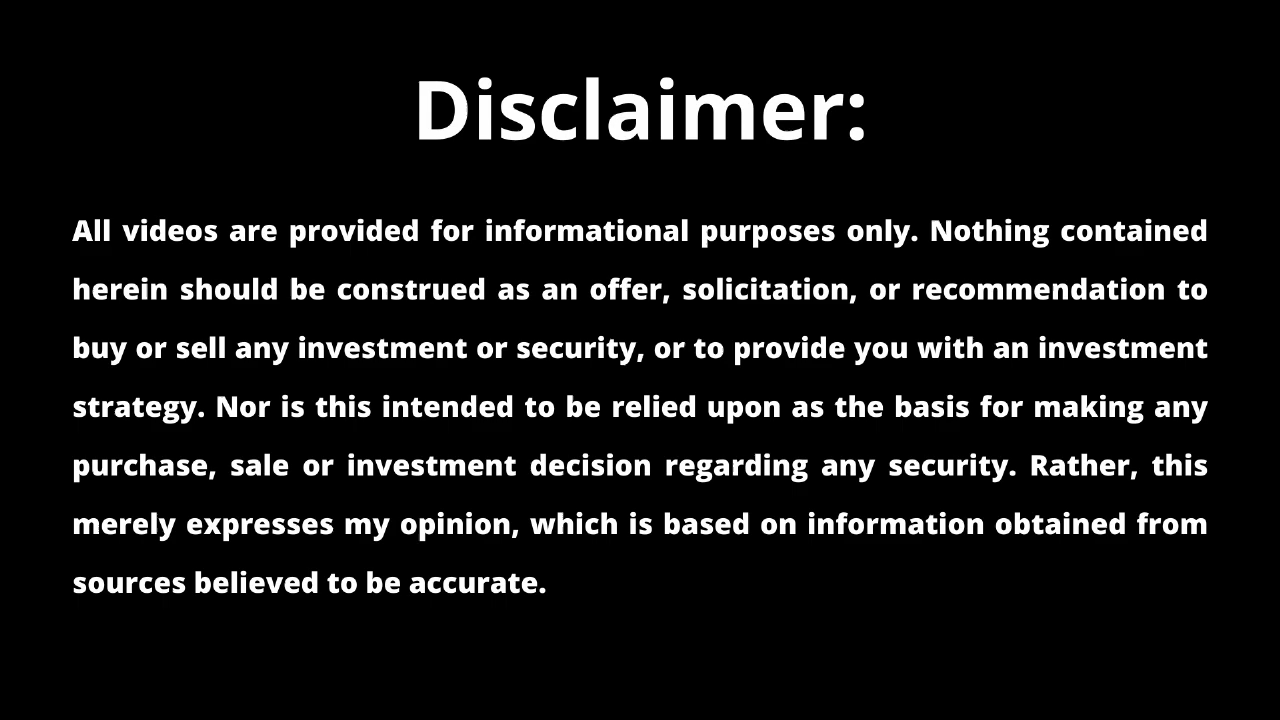 Disclaimer:
All videos are provided for informational purposes only. Nothing contained
herein should be construed as an offer, solicitation, or recommendation to
buy or sell any investment or security, or to provide you with an investment
strategy. Nor is this intended to be relied upon as the basis for making any
purchase, sale or investment decision regarding any security. Rather, this
merely expresses my opinion, which is based on information obtained from
sources believed to be accurate.